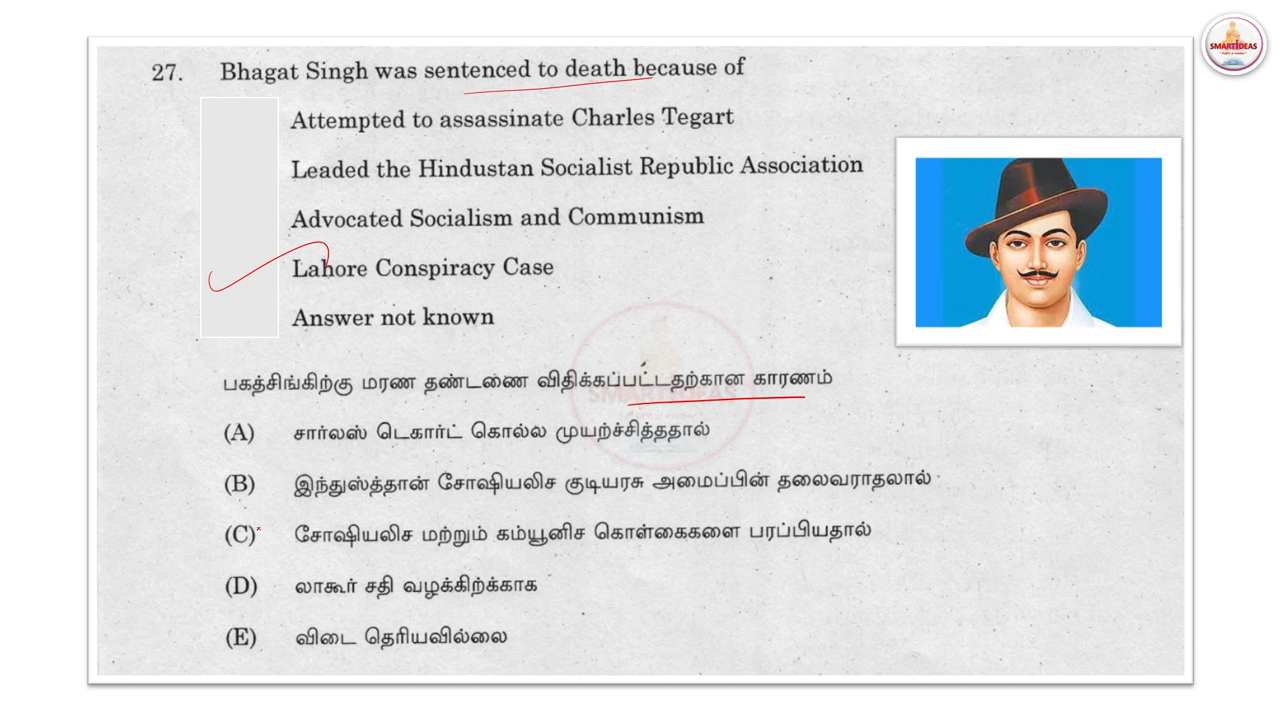 SMARTIDEAS
27. Bhagat Singh was sentenced to death because of
Attempted to assassinate Charles Tegart
Leaded the Hindustan Socialist Republic Association
Advocated Socialism and Communism
Lahore Conspiracy Case
Answer not known
பகத்சிங்கிற்கு மரண தண்டணை விதிக்கப்பட்டதற்கான காரணம்
SMARTIDEAS
(A) சார்லஸ் டெகார்ட் கொல்ல முயற்ச்சித்ததால்
(B) இந்துஸ்த்தான் சோஷியலிச குடியரசு அமைப்பின் தலைவராதலால்
(C) சோஷியலிச மற்றும் கம்யூனிச கொள்கைகளை பரப்பியதால்
(D) லாகூர் சதி வழக்கிற்க்காக
(E) விடை தெரியவில்லை